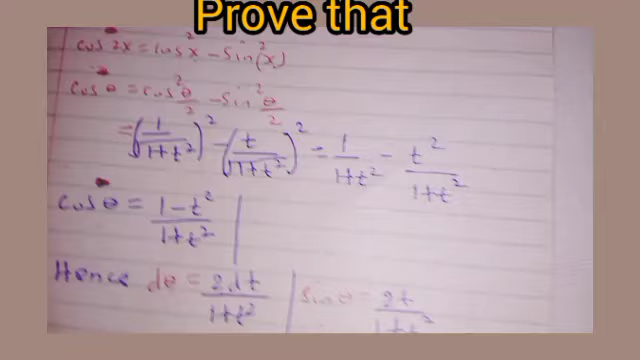 Prove that
cos 2x = cos²x - sin²(x)
cos θ = cos² θ/2 - sin² θ/2
= (1/√1+t²)² - (t/√1+t²)² = 1/1+t² - t²/1+t²
cos θ = 1-t²/1+t²
Hence dθ = 2dt/1+t² | sin θ = 2t/1+t²